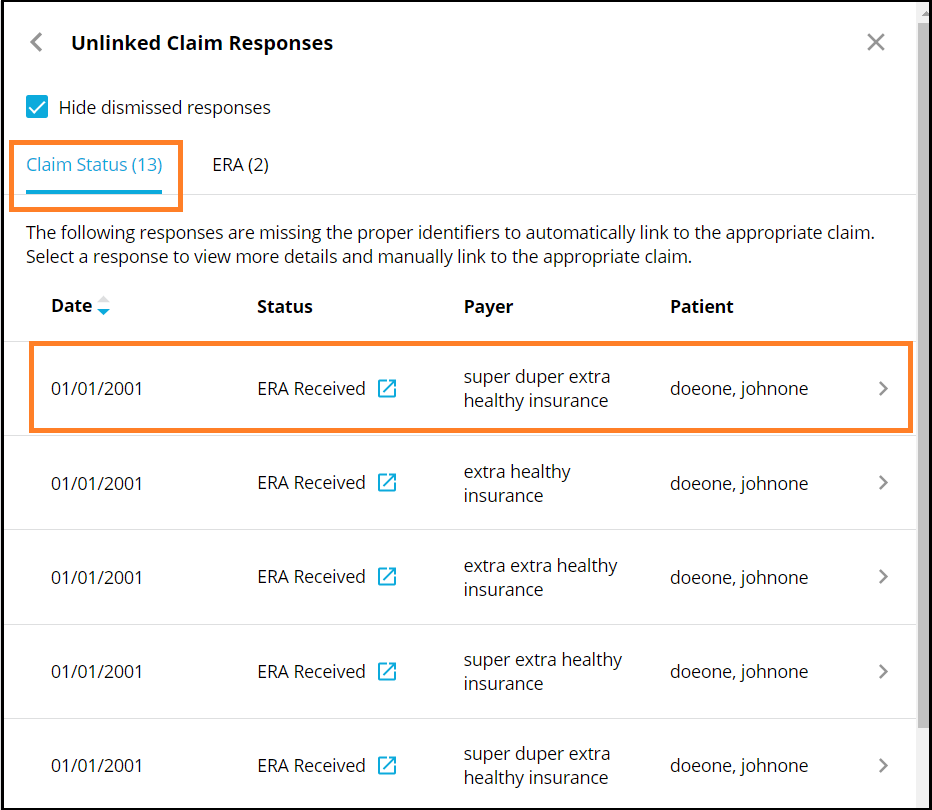 Unlinked Claim Responses
Hide dismissed responses
Claim Status (13) ERA (2)
The following responses are missing the proper identifiers to automatically link to the appropriate claim.
Select a response to view more details and manually link to the appropriate claim.
Date Status Payer Patient
01/01/2001 ERA Received super duper extra
healthy insurance doeone, johnone
01/01/2001 ERA Received extra healthy
insurance doeone, johnone
01/01/2001 ERA Received extra extra healthy
insurance doeone, johnone
01/01/2001 ERA Received super extra healthy
insurance doeone, johnone
01/01/2001 ERA Received super duper extra
healthy insurance doeone, johnone